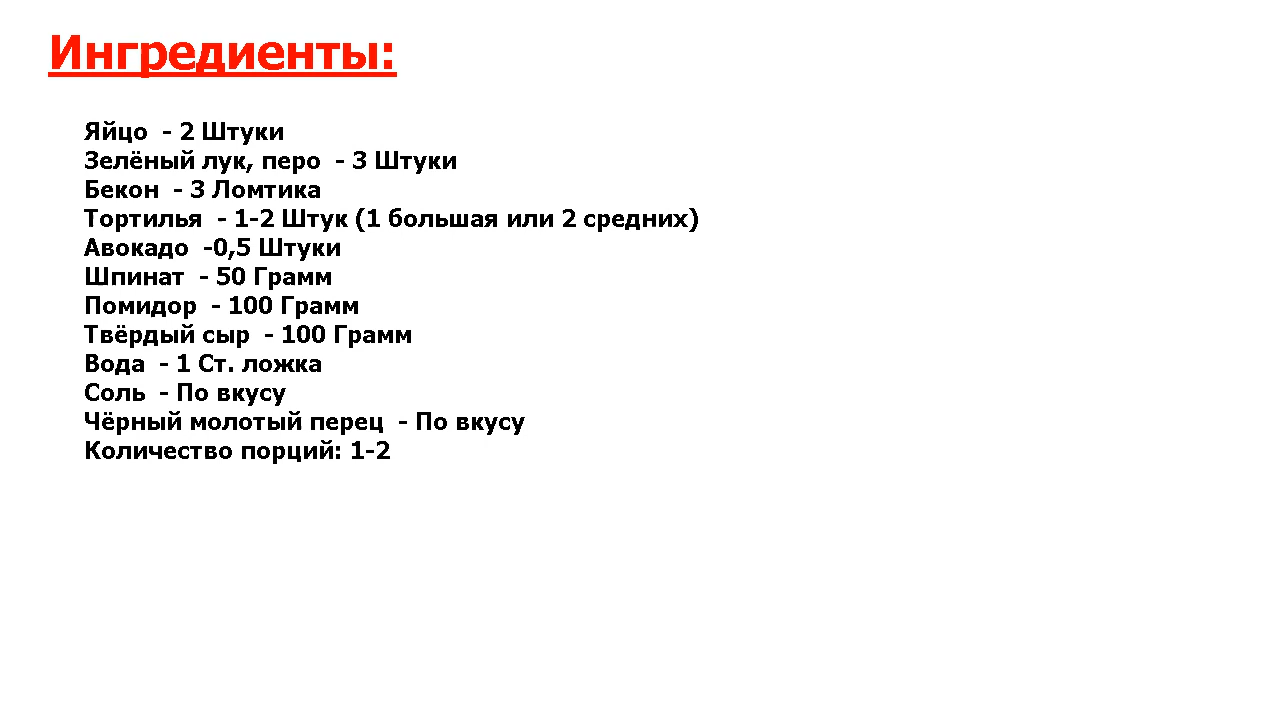 Ингредиенты:
Яйцо  - 2 Штуки
Зелёный лук, перо  - 3 Штуки
Бекон  - 3 Ломтика
Тортилья  - 1-2 Штук (1 большая или 2 средних)
Авокадо  -0,5 Штуки
Шпинат  - 50 Грамм
Помидор  - 100 Грамм
Твёрдый сыр  - 100 Грамм
Вода  - 1 Ст. ложка
Соль  - По вкусу
Чёрный молотый перец  - По вкусу
Количество порций: 1-2